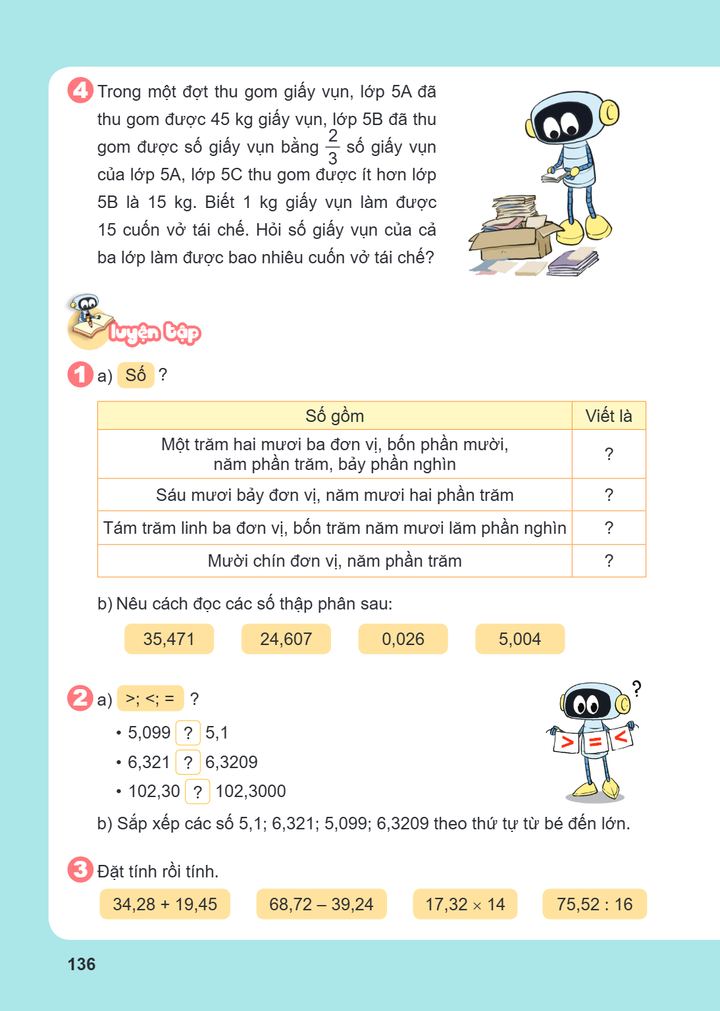 4 Trong một đợt thu gom giấy vụn, lớp 5A đã
thu gom được 45 kg giấy vụn, lớp 5B đã thu
gom được số giấy vụn bằng 2/3 số giấy vụn
của lớp 5A, lớp 5C thu gom được ít hơn lớp
5B là 15 kg. Biết 1 kg giấy vụn làm được
15 cuốn vở tái chế. Hỏi số giấy vụn của cả
ba lớp làm được bao nhiêu cuốn vở tái chế?
luyện tập
1 a) Số ?
Số gồm Viết là
Một trăm hai mươi ba đơn vị, bốn phần mười,
năm phần trăm, bảy phần nghìn ?
Sáu mươi bảy đơn vị, năm mươi hai phần trăm ?
Tám trăm linh ba đơn vị, bốn trăm năm mươi lăm phần nghìn ?
Mười chín đơn vị, năm phần trăm ?
b) Nêu cách đọc các số thập phân sau:
35,471 24,607 0,026 5,004
2 a) >; <; = ?
• 5,099 ? 5,1
• 6,321 ? 6,3209
• 102,30 ? 102,3000
?
> = <
b) Sắp xếp các số 5,1; 6,321; 5,099; 6,3209 theo thứ tự từ bé đến lớn.
3 Đặt tính rồi tính.
34,28 + 19,45 68,72 – 39,24 17,32 × 14 75,52 : 16
136